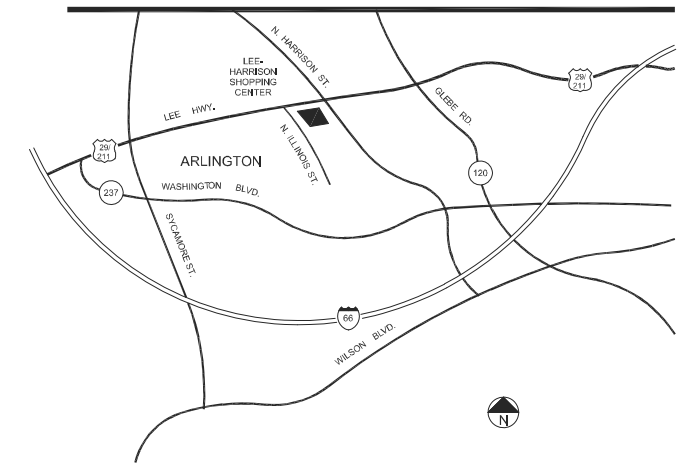 N. HARRISON ST.
LEE-
HARRISON
SHOPPING
CENTER
29/
211
GLEBE RD.
LEE HWY.
29/
211
N. ILLINOIS ST.
ARLINGTON
120
WASHINGTON BLVD.
237
SYCAMORE ST.
66
WILSON BLVD.
N